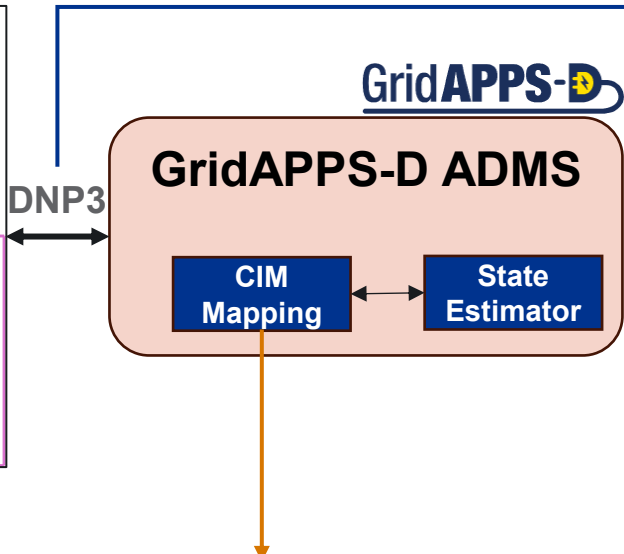 GridAPPS-D
GridAPPS-D ADMS
DNP3
CIM
Mapping
State
Estimator